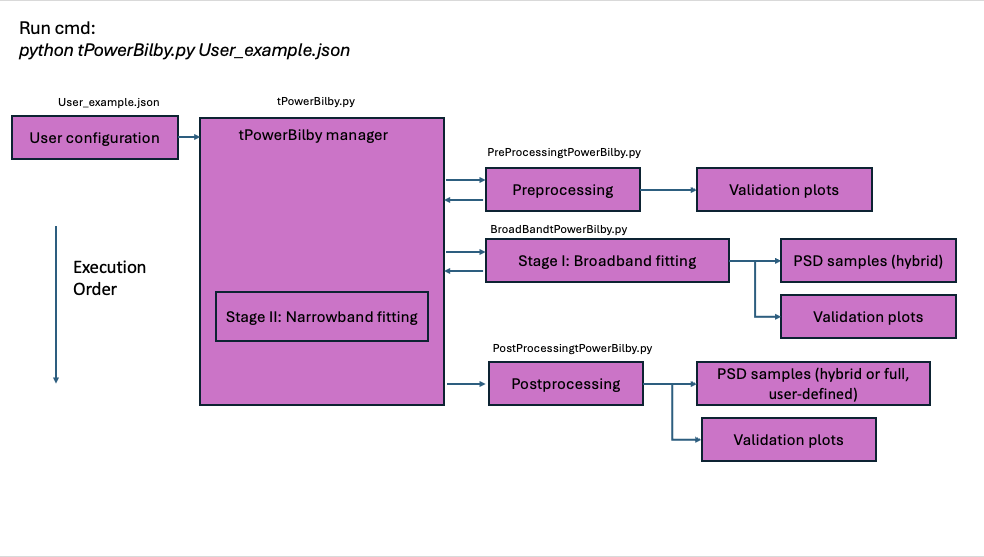 Run cmd:
python tPowerBilby.py User_example.json
User_example.json
tPowerBilby.py
User configuration
tPowerBilby manager
PreProcessingtPowerBilby.py
Preprocessing
Validation plots
BroadBandtPowerBilby.py
Stage I: Broadband fitting
PSD samples (hybrid)
Execution
Order
Stage II: Narrowband fitting
Validation plots
PostProcessingtPowerBilby.py
Postprocessing
PSD samples (hybrid or full,
user-defined)
Validation plots